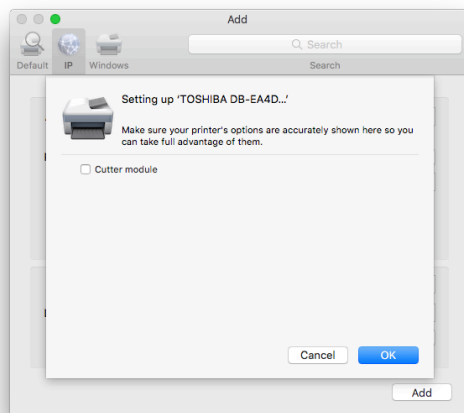 Add
Search
Default IP Windows Search
Setting up ‘TOSHIBA DB-EA4D...’
Make sure your printer's options are accurately shown here so you
can take full advantage of them.
Cutter module
Cancel OK
Add